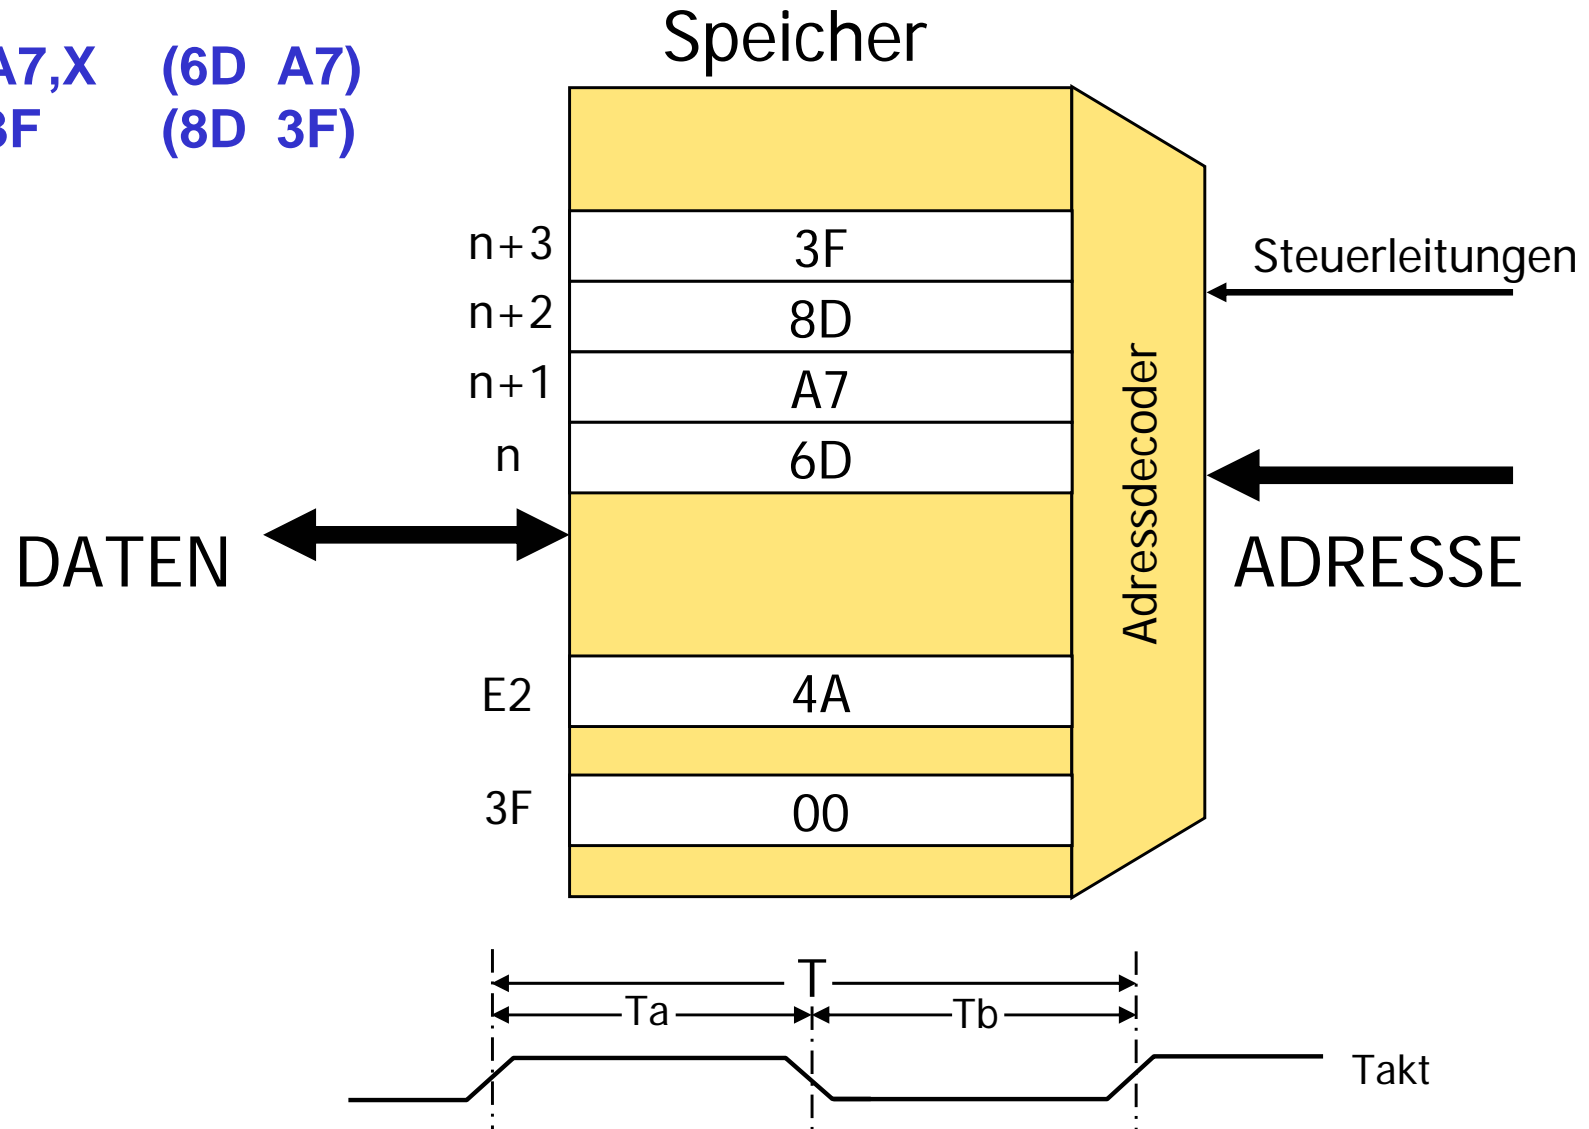 Speicher
A7,X (6D A7)
3F (8D 3F)
n+3 3F
Steuerleitungen
n+2 8D
n+1 A7
n 6D
Adressdecoder
DATEN
ADRESSE
E2 4A
3F 00
T
Ta Tb
Takt